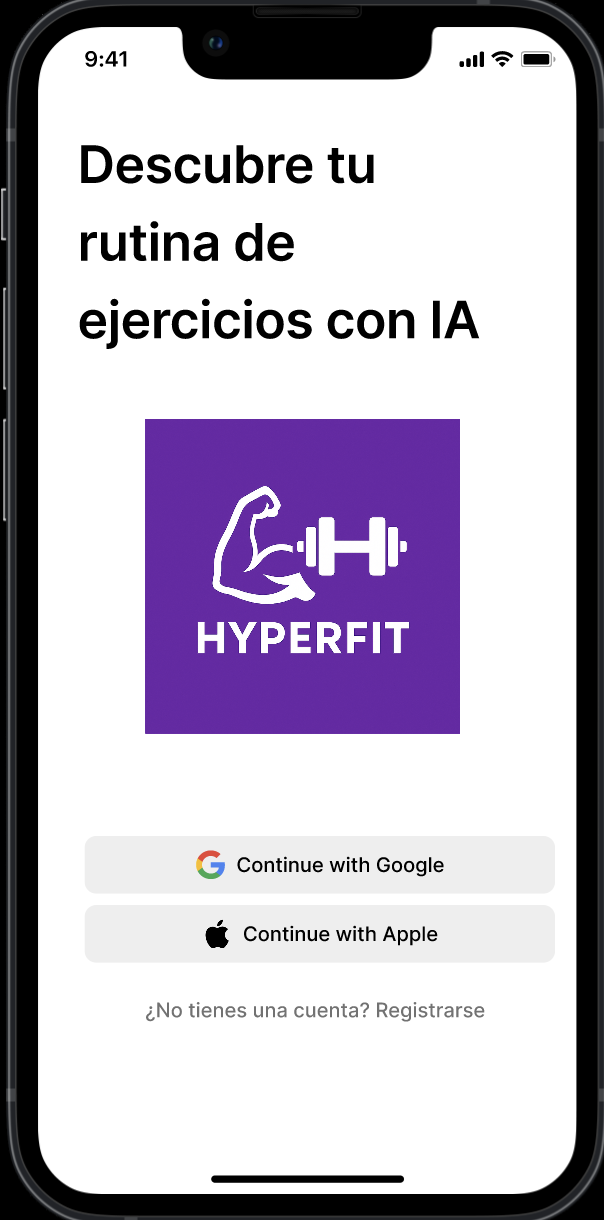 9:41
Descubre tu
rutina de
ejercicios con IA
HYPERFIT
Continue with Google
Continue with Apple
¿No tienes una cuenta? Registrarse